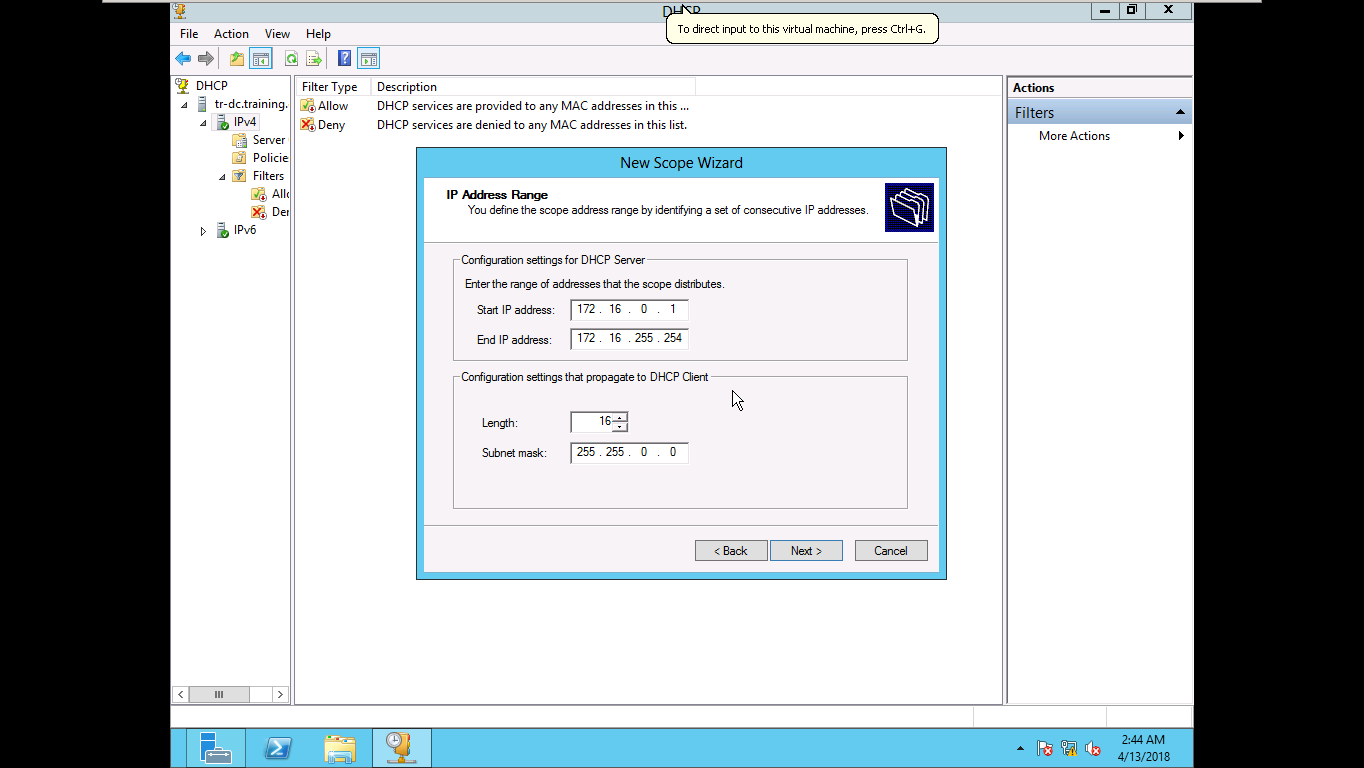 DHCP
To direct input to this virtual machine, press Ctrl+G.
File Action View Help
DHCP
tr-dc.training.
IPv4
Server
Policie
Filters
Allo
De
IPv6
Filter Type Description
Allow DHCP services are provided to any MAC addresses in this ...
Deny DHCP services are denied to any MAC addresses in this list.
Actions
Filters
More Actions
New Scope Wizard
IP Address Range
You define the scope address range by identifying a set of consecutive IP addresses.
Configuration settings for DHCP Server
Enter the range of addresses that the scope distributes.
Start IP address: 172 . 16 . 0 . 1
End IP address: 172 . 16 . 255 . 254
Configuration settings that propagate to DHCP Client
Length: 16
Subnet mask: 255 . 255 . 0 . 0
< Back Next > Cancel
2:44 AM
4/13/2018